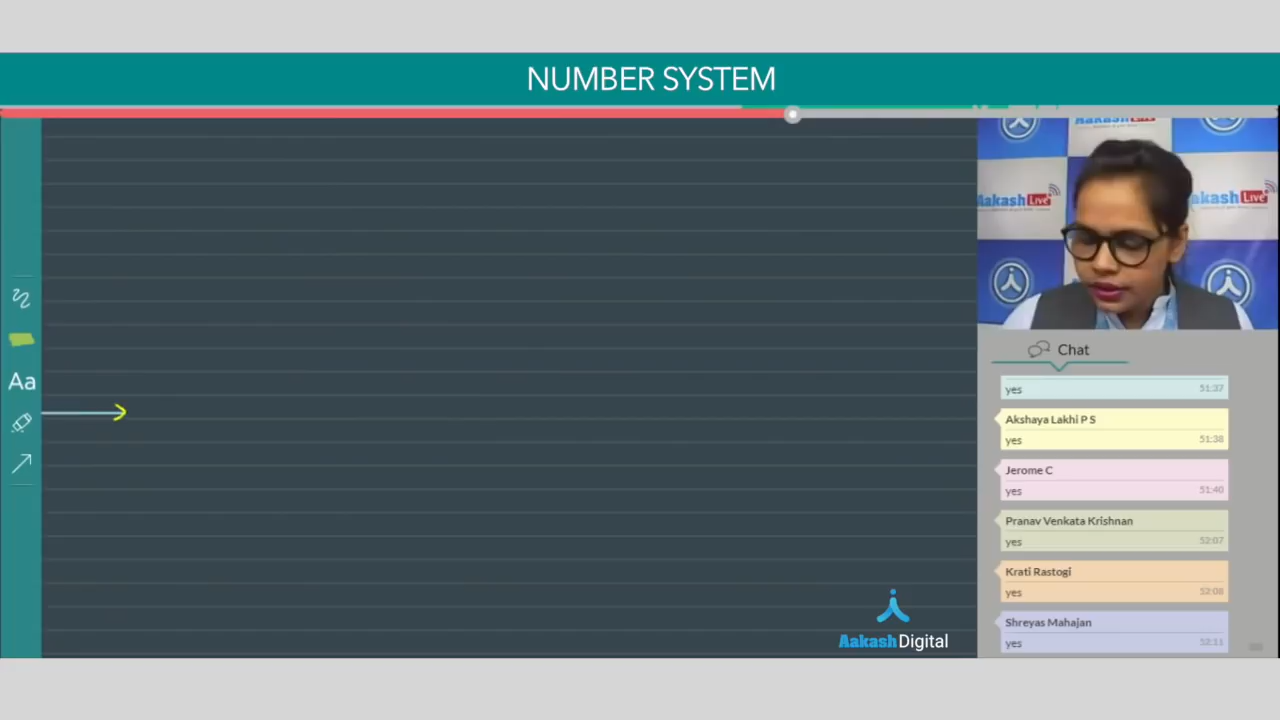 NUMBER SYSTEM
Aakash Live
Aakash Live
akash Live
Aa
Chat
yes 51:37
Akshaya Lakhi P S
yes 51:38
Jerome C
yes 51:40
Pranav Venkata Krishnan
yes 52:07
Krati Rastogi
yes 52:08
Shreyas Mahajan
yes 52:11
Aakash Digital